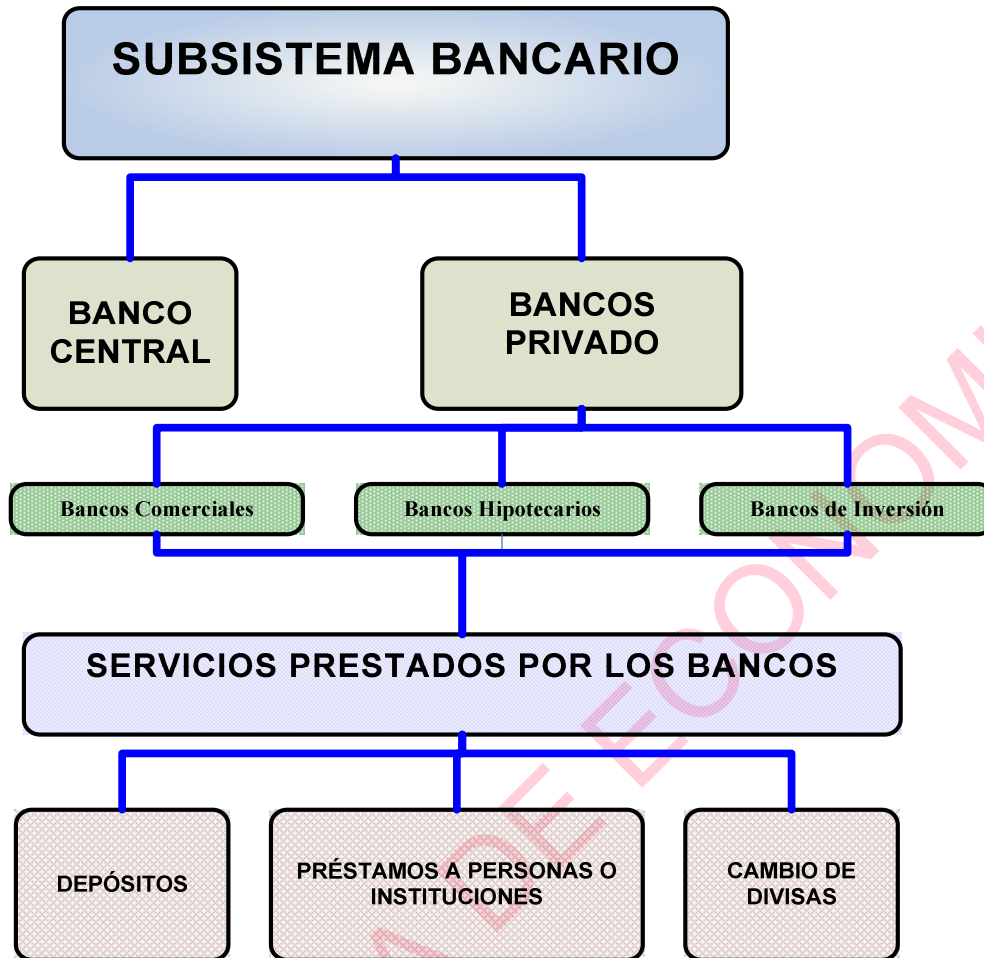 SUBSISTEMA BANCARIO
BANCO
CENTRAL
BANCOS
PRIVADO
Bancos Comerciales
Bancos Hipotecarios
Bancos de Inversión
SERVICIOS PRESTADOS POR LOS BANCOS
DEPÓSITOS
PRÉSTAMOS A PERSONAS O
INSTITUCIONES
CAMBIO DE
DIVISAS
DE